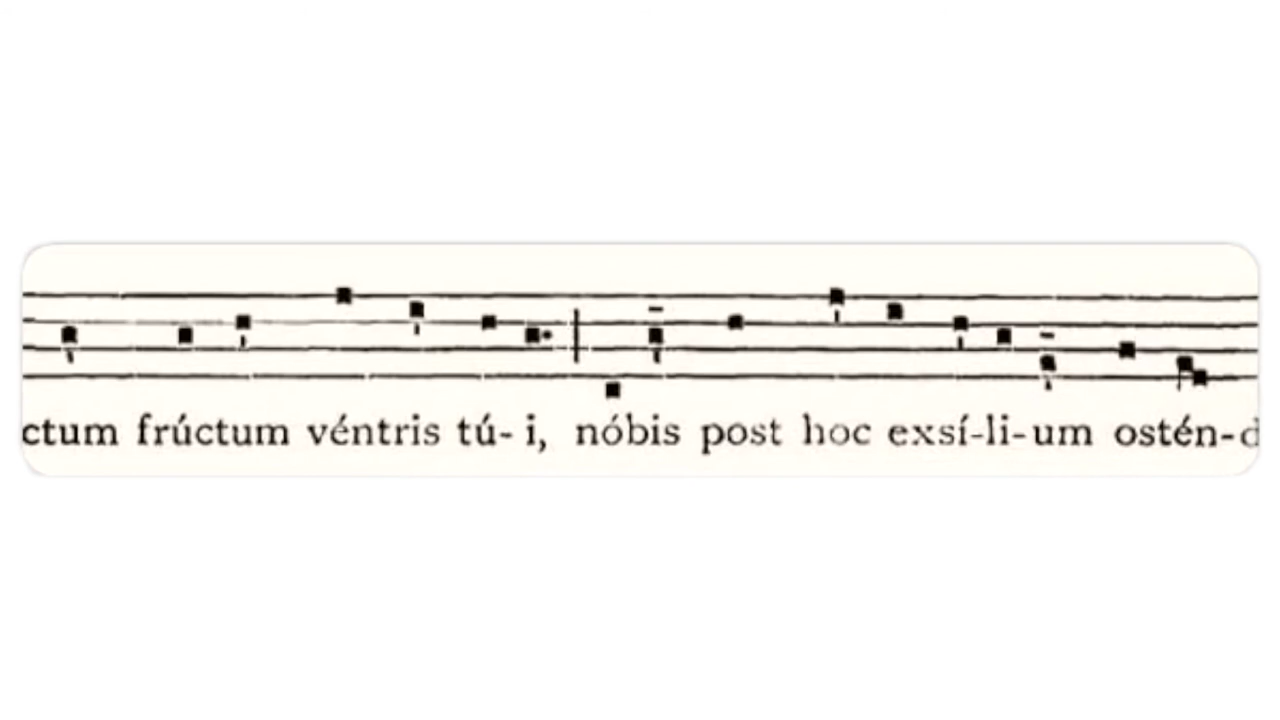 ctum frúctum véntris tú- i, nóbis post hoc exsí-li-um ostén-d